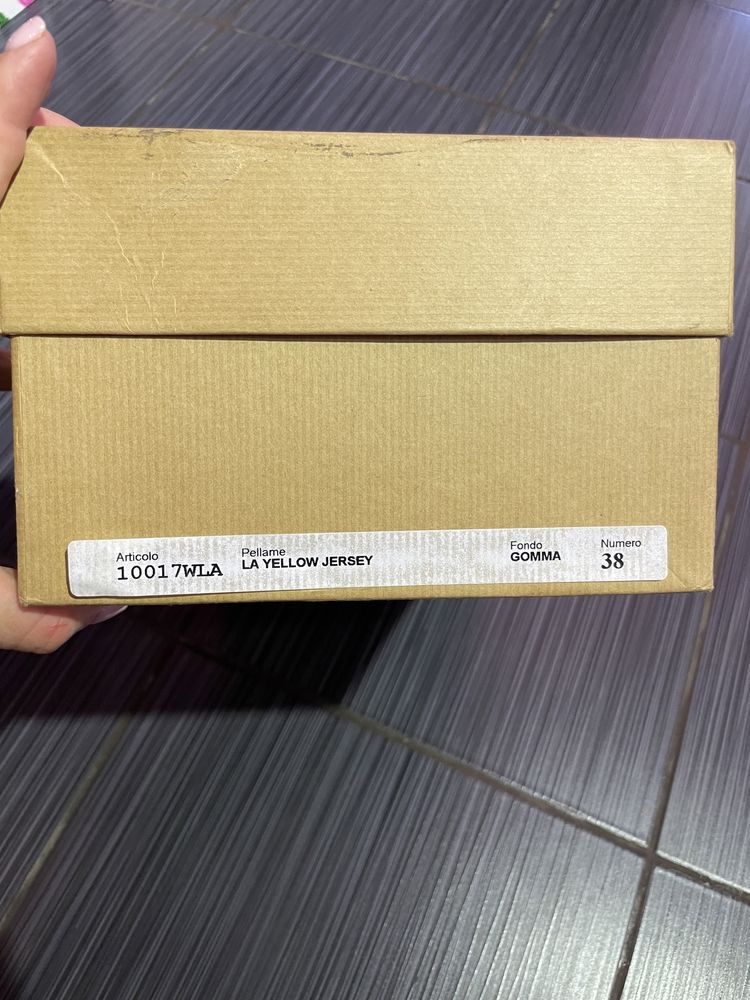 Articolo
10017WLA
Pellame
LA YELLOW JERSEY
Fondo
GOMMA
Numero
38